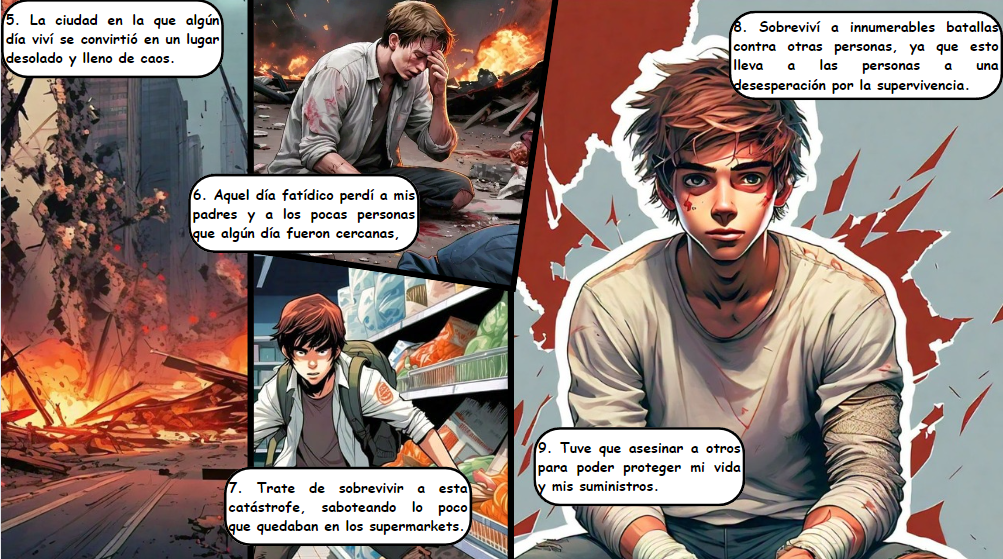 5. La ciudad en la que algún
día viví se convirtió en un lugar
desolado y lleno de caos.
6. Aquel día fatídico perdí a mis
padres y a los pocas personas
que algún día fueron cercanas,
7. Trate de sobrevivir a esta
catástrofe, saboteando lo poco
que quedaban en los supermarkets.
8. Sobreviví a innumerables batallas
contra otras personas, ya que esto
lleva a las personas a una
desesperación por la supervivencia.
9. Tuve que asesinar a otros
para poder proteger mi vida
y mis suministros.